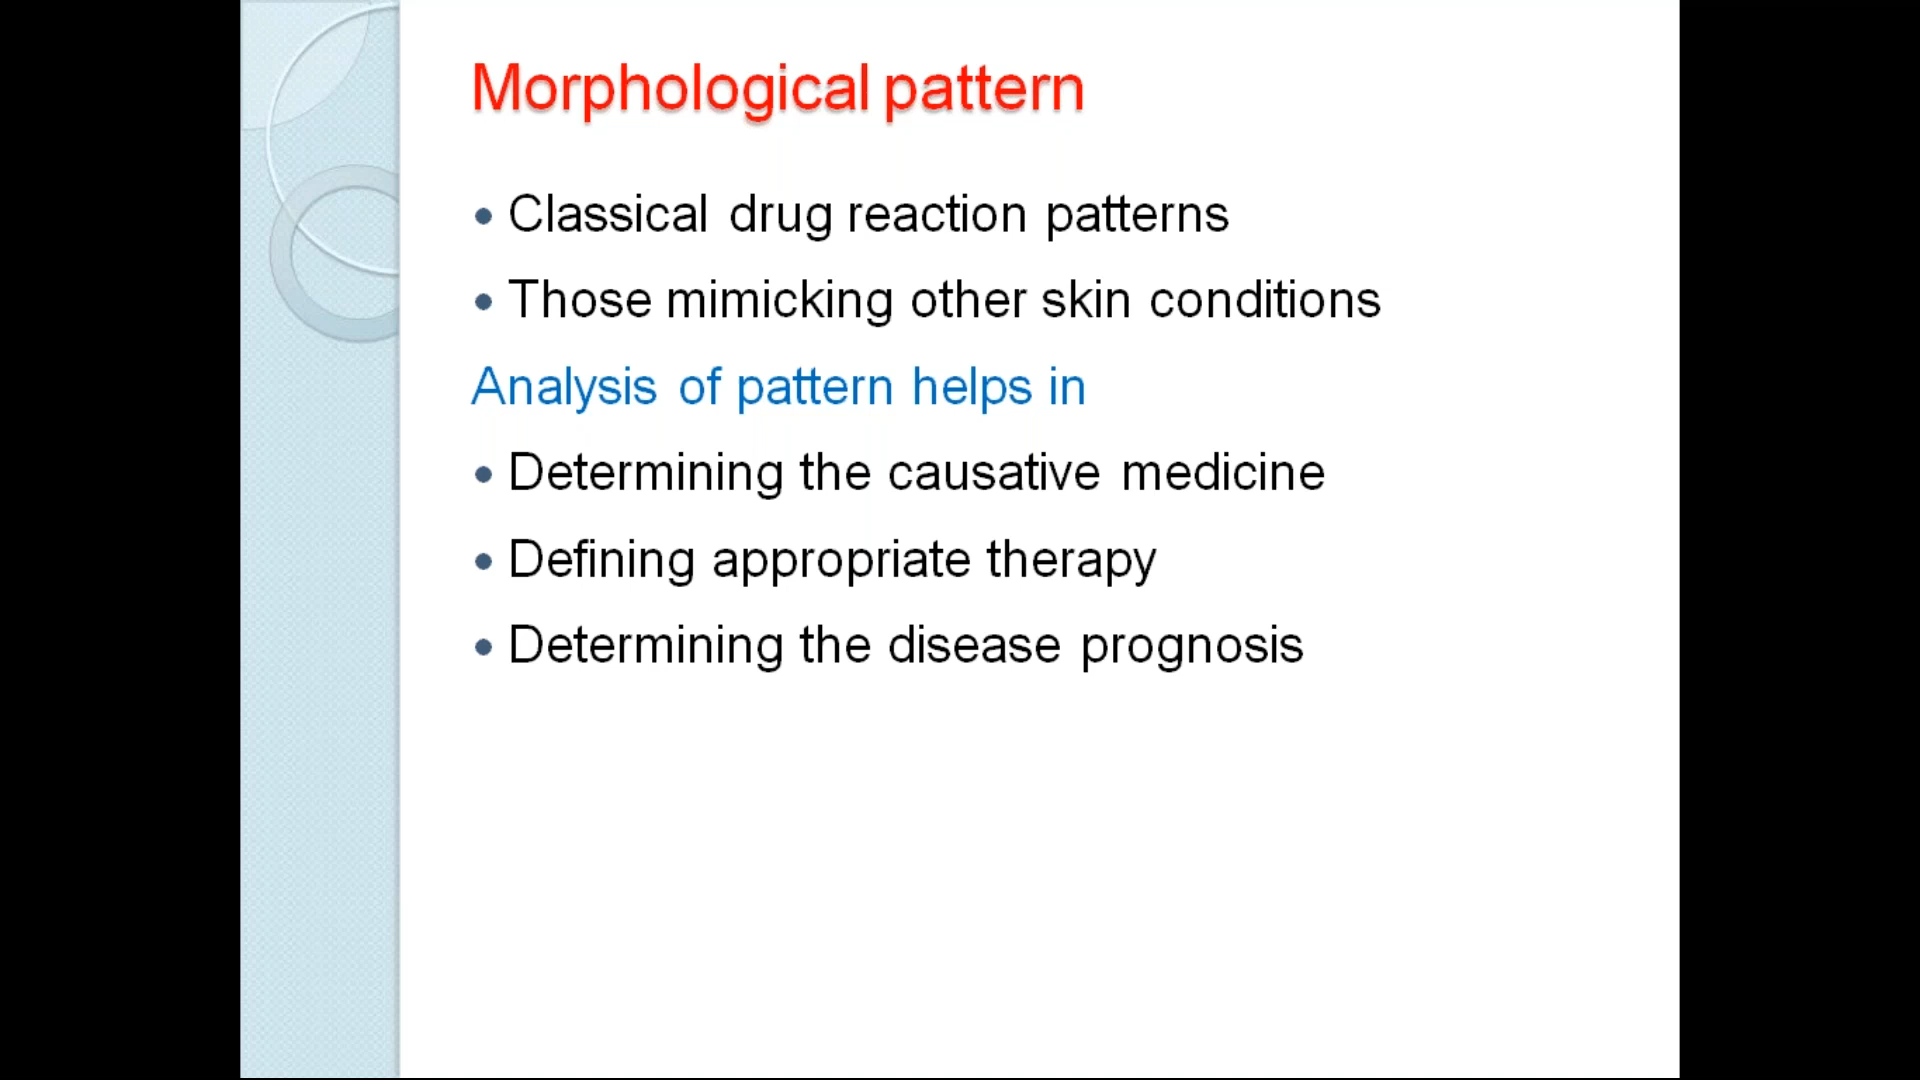 Morphological pattern
• Classical drug reaction patterns
• Those mimicking other skin conditions
Analysis of pattern helps in
• Determining the causative medicine
• Defining appropriate therapy
• Determining the disease prognosis